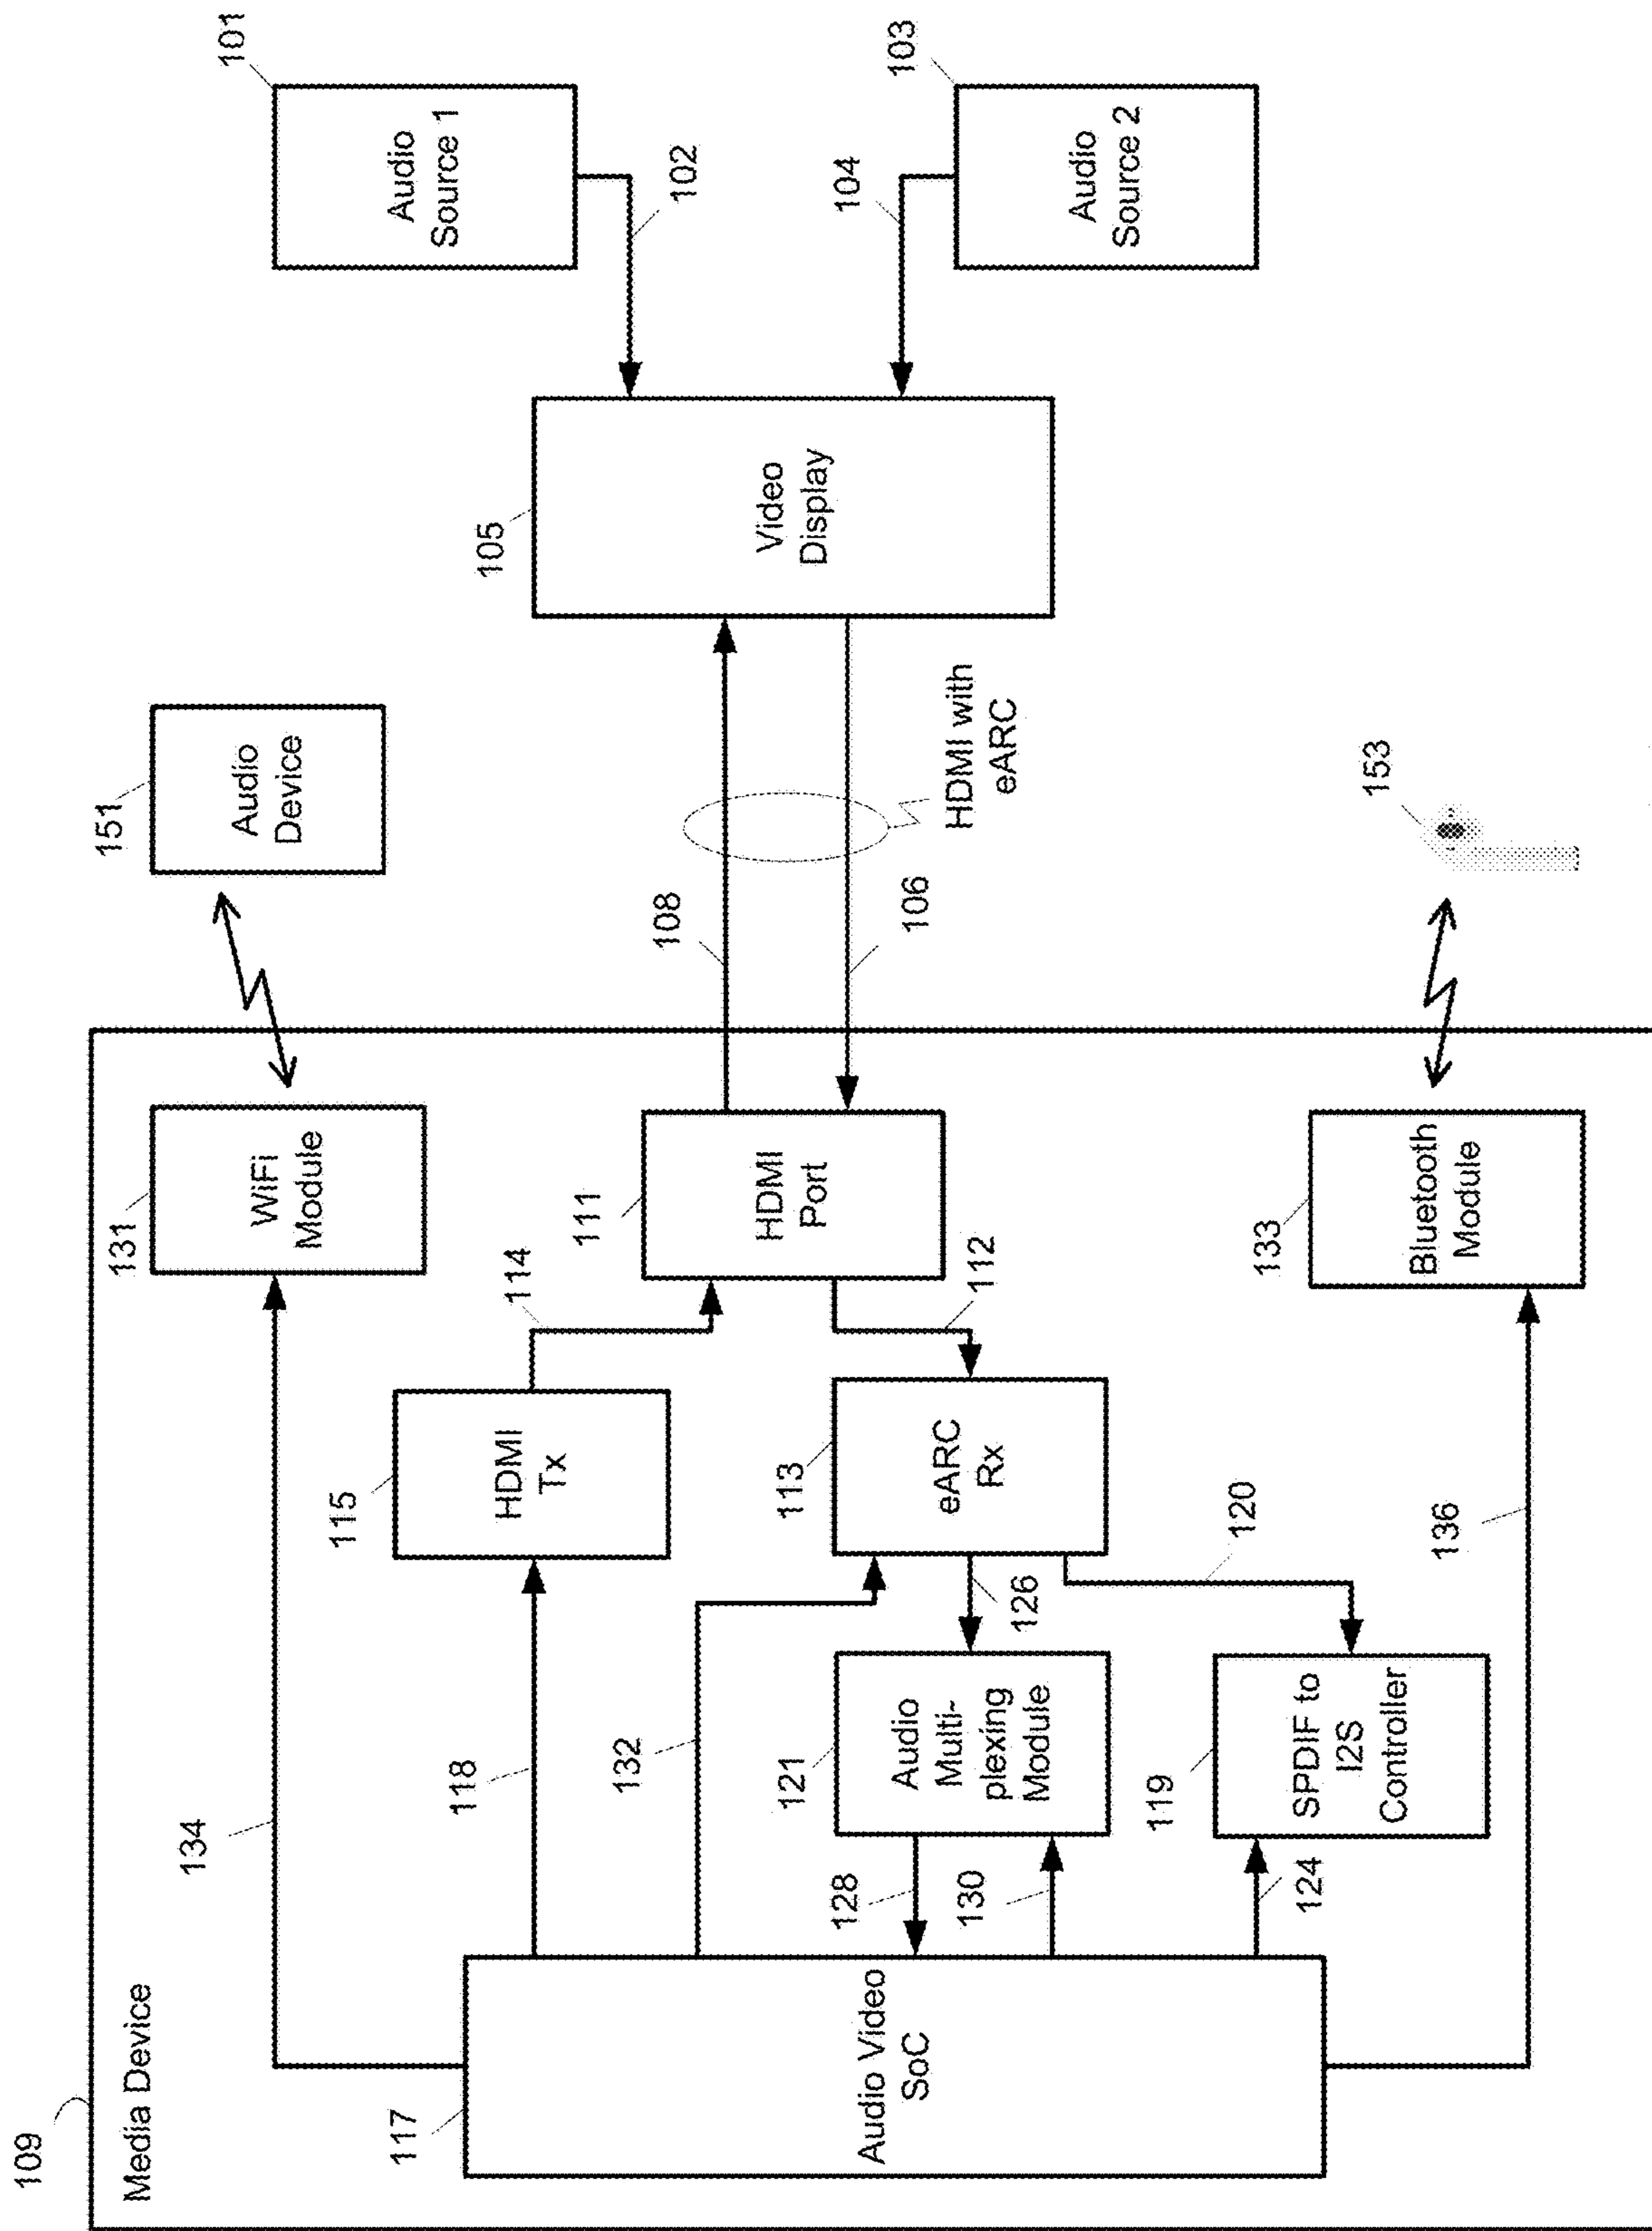 109
Media Device
117
Audio Video
SoC
134
118
132
128
130
124
136
115
HDMI
Tx
114
113
eARC
Rx
112
126
120
121
Audio
Multi-
plexing
Module
119
SPDIF to
I2S
Controller
131
WiFi
Module
111
HDMI
Port
133
Bluetooth
Module
151
Audio
Device
108
106
HDMI with
eARC
153
105
Video
Display
101
Audio
Source 1
102
103
Audio
Source 2
104